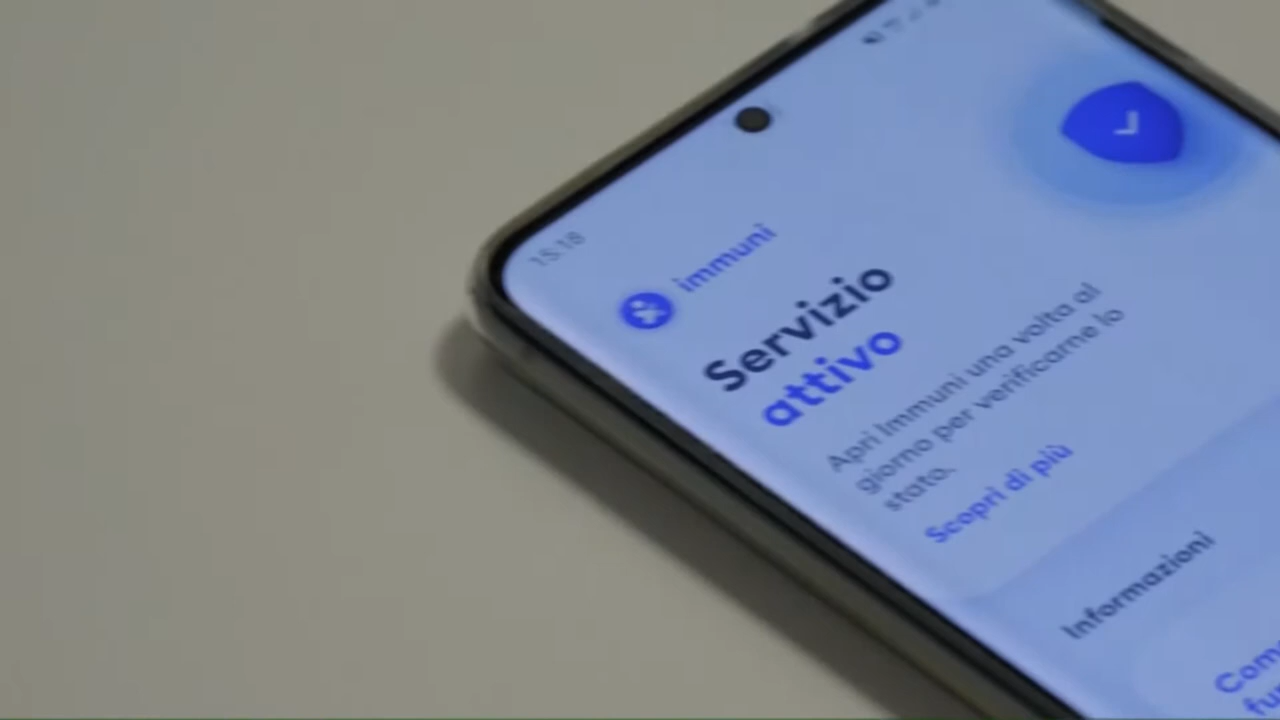 15:18
immuni
Servizio
attivo
Apri Immuni una volta al
giorno per verificarne lo
stato.
Scopri di più
Informazioni